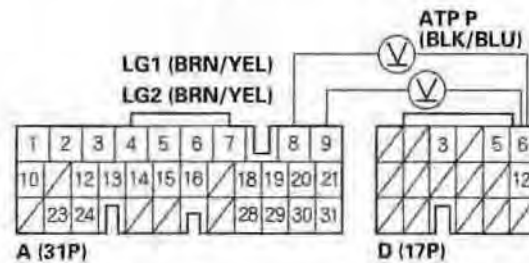 ATP P
(BLK/BLU)
LG1 (BRN/YEL)
LG2 (BRN/YEL)
V
V
1 2 3 4 5 6 7 8 9
10 12 13 14 15 16 18 19 20 21
23 24 28 29 30 31
3 5 6
12
A (31P)
D (17P)